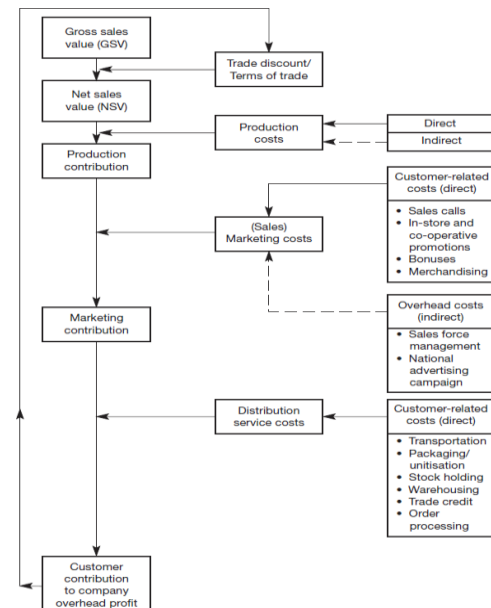 Gross sales
value (GSV)
Trade discount/
Terms of trade
Net sales
value (NSV)
Production
costs
Direct
Indirect
Production
contribution
Customer-related
costs (direct)
• Sales calls
• In-store and
co-operative
promotions
• Bonuses
• Merchandising
(Sales)
Marketing costs
Overhead costs
(indirect)
• Sales force
management
• National
advertising
campaign
Marketing
contribution
Distribution
service costs
Customer-related
costs (direct)
• Transportation
• Packaging/
unitisation
• Stock holding
• Warehousing
• Trade credit
• Order
processing
Customer
contribution
to company
overhead profit